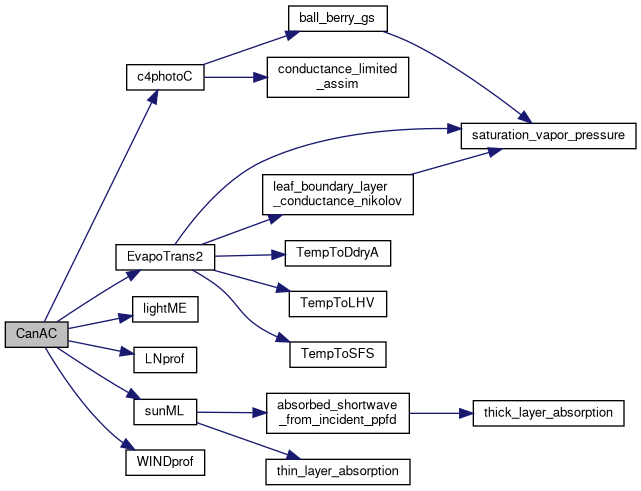 ball_berry_gs
c4photoC
conductance_limited
_assim
saturation_vapor_pressure
leaf_boundary_layer
_conductance_nikolov
EvapoTrans2
TempToDdryA
TempToLHV
lightME
CanAC
TempToSFS
LNprof
sunML
absorbed_shortwave
_from_incident_ppfd
thick_layer_absorption
WINDprof
thin_layer_absorption